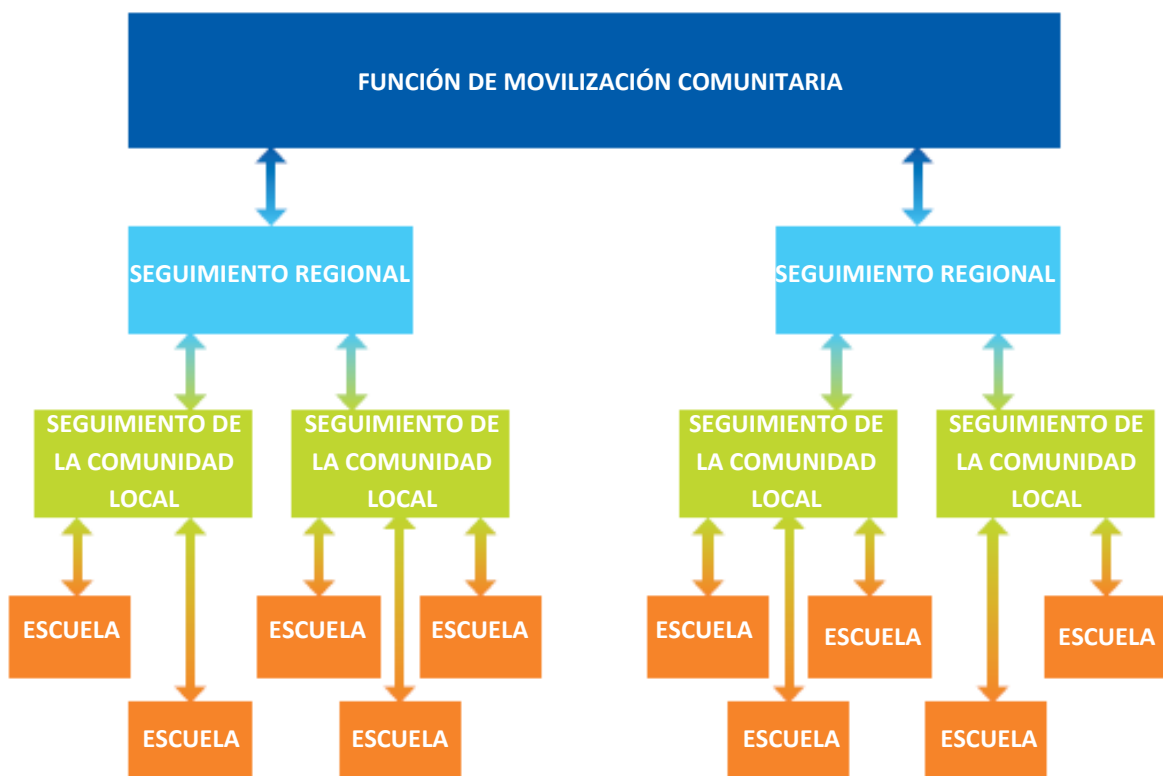 FUNCIÓN DE MOVILIZACIÓN COMUNITARIA
SEGUIMIENTO REGIONAL
SEGUIMIENTO REGIONAL
SEGUIMIENTO DE
LA COMUNIDAD
LOCAL
SEGUIMIENTO DE
LA COMUNIDAD
LOCAL
SEGUIMIENTO DE
LA COMUNIDAD
LOCAL
SEGUIMIENTO DE
LA COMUNIDAD
LOCAL
ESCUELA
ESCUELA
ESCUELA
ESCUELA
ESCUELA
ESCUELA
ESCUELA
ESCUELA
ESCUELA
ESCUELA